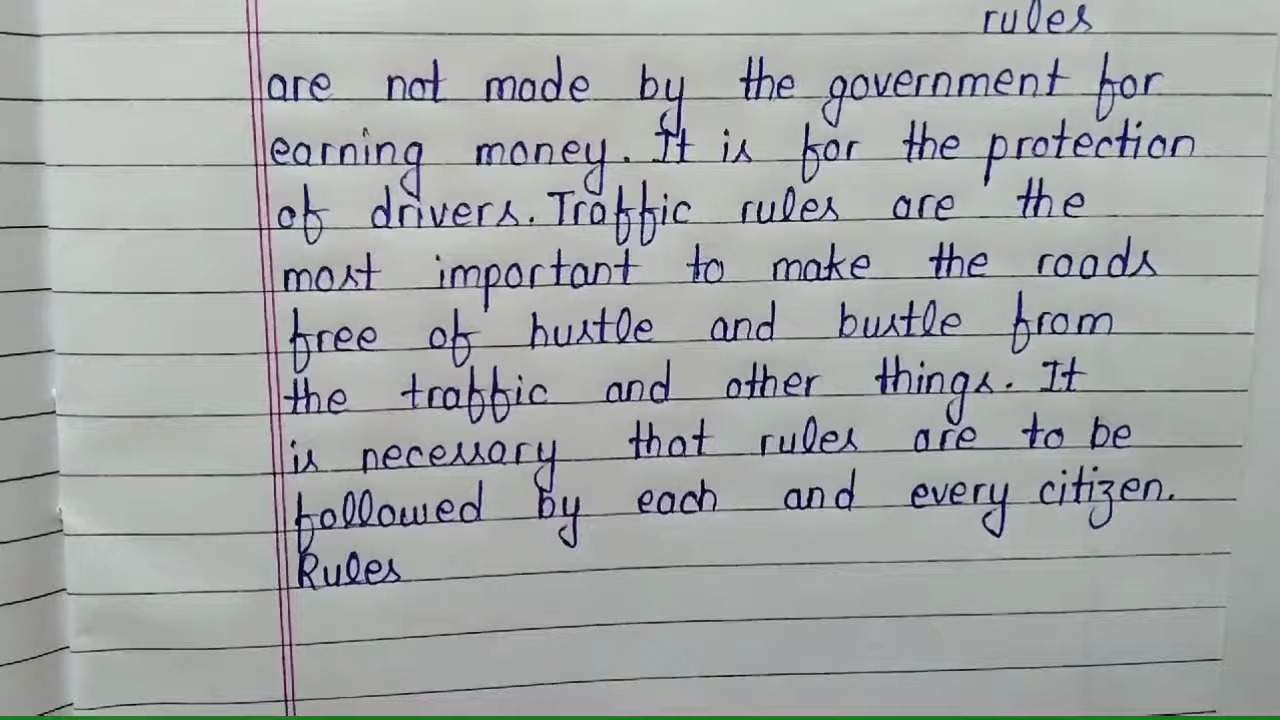 rules
are not made by the government for
earning money. It is for the protection
of drivers. Traffic rules are the
most important to make the roads
free of hustle and bustle from
the traffic and other things. It
is necessary that rules are to be
followed by each and every citizen.
Rules